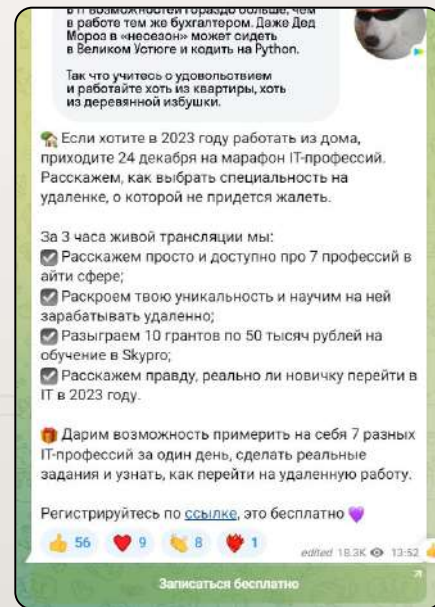 в IT возможностей гораздо больше, чем
в работе тем же бухгалтером. Даже Дед
Мороз в «несезон» может сидеть
в Великом Устюге и кодить на Python.
Так что учитесь с удовольствием
и работайте хоть из квартиры, хоть
из деревянной избушки.
🏡 Если хотите в 2023 году работать из дома,
приходите 24 декабря на марафон IT-профессий.
Расскажем, как выбрать специальность на
удаленке, о которой не придется жалеть.
За 3 часа живой трансляции мы:
☑️ Расскажем просто и доступно про 7 профессий в
айти сфере;
☑️ Раскроем твою уникальность и научим на ней
зарабатывать удаленно;
☑️ Разыграем 10 грантов по 50 тысяч рублей на
обучение в Skypro;
☑️ Расскажем правду, реально ли новичку перейти в
IT в 2023 году.
🎁 Дарим возможность примерить на себя 7 разных
IT-профессий за один день, сделать реальные
задания и узнать, как перейти на удаленную работу.
Регистрируйтесь по ссылке, это бесплатно 💜
👍 56 ❤️ 9 👏 8 ❤️‍🔥 1
edited 18.3K 13:52
Записаться бесплатно